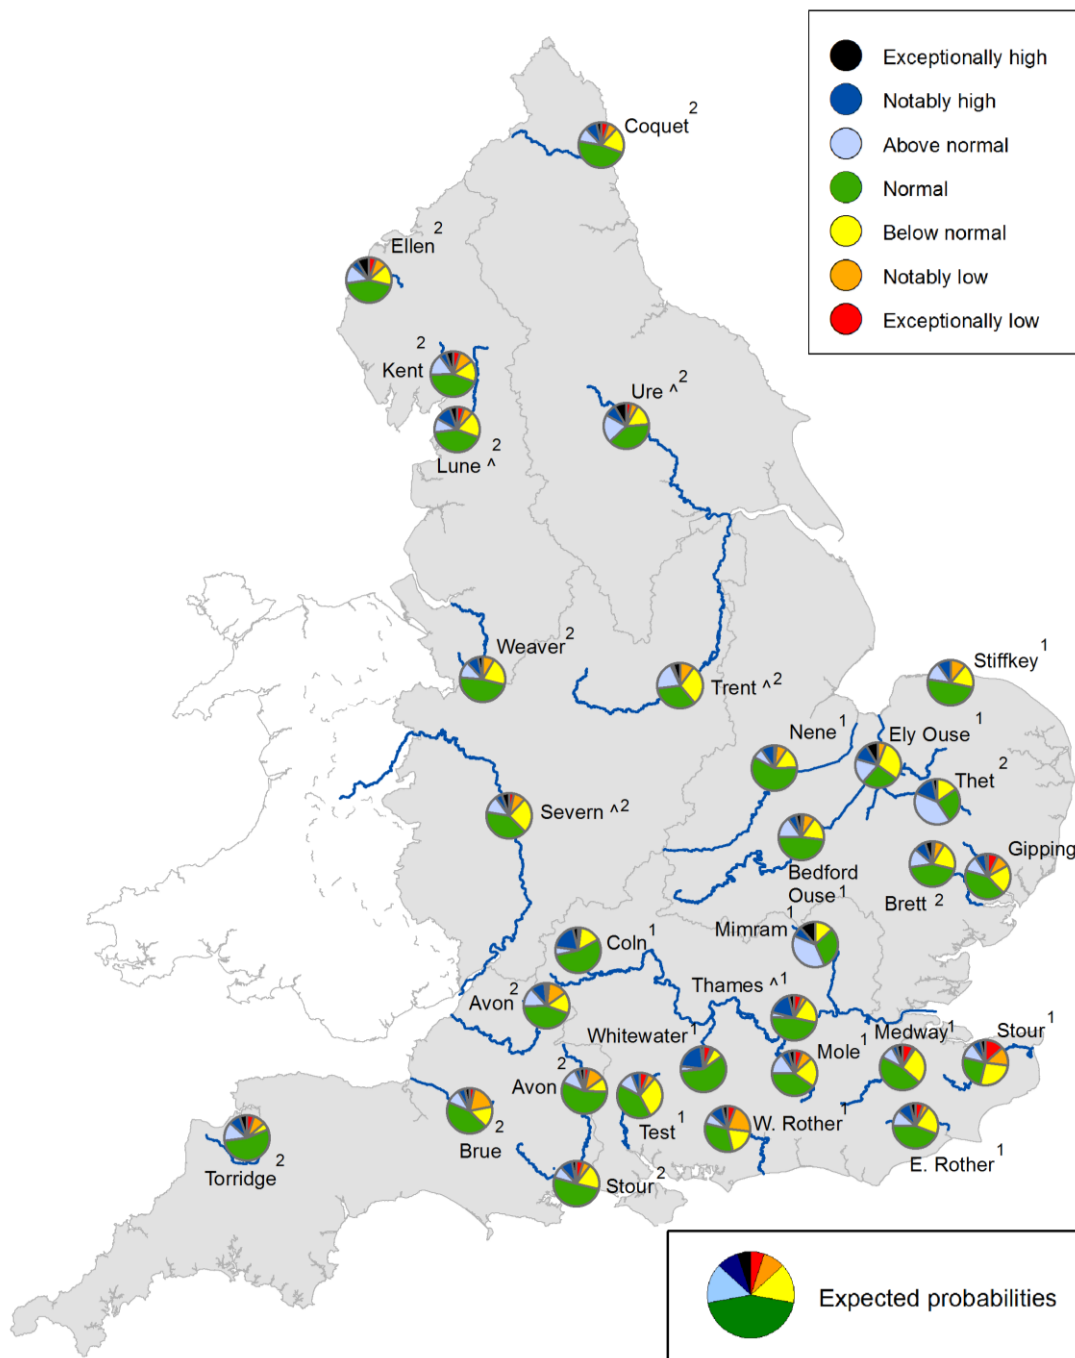 Exceptionally high
Notably high
Above normal
Normal
Below normal
Notably low
Exceptionally low
Coquet 2
Ellen 2
Kent 2
Ure ^2
Lune ^ 2
Weaver 2
Trent ^2
Stiffkey 1
Nene 1
Ely Ouse 1
Thet 2
Severn ^2
Bedford
Ouse 1
Gipping
Brett 2
Mimram 1
Coln 1
Avon 2
Thames ^1
Whitewater 1
Medway 1
Stour 1
Mole 1
Avon 2
Test 1
W. Rother 1
Brue 2
E. Rother 1
Torridge 2
Stour 2
Expected probabilities